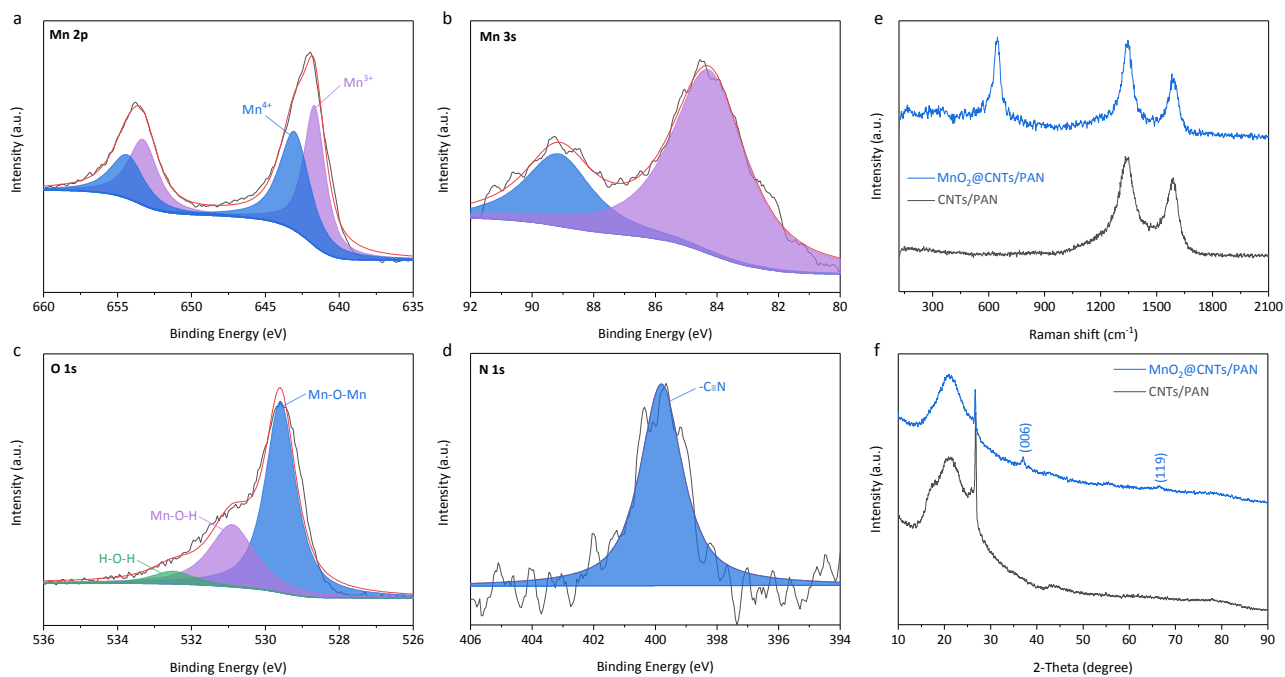 a
Mn 2p
Mn⁴⁺
Mn³⁺
Intensity (a.u.)
660 655 650 645 640 635
Binding Energy (eV)
b
Mn 3s
Intensity (a.u.)
92 90 88 86 84 82 80
Binding Energy (eV)
e
Intensity (a.u.)
MnO₂@CNTs/PAN
CNTs/PAN
300 600 900 1200 1500 1800 2100
Raman shift (cm⁻¹)
c
O 1s
Mn-O-Mn
Mn-O-H
H-O-H
Intensity (a.u.)
536 534 532 530 528 526
Binding Energy (eV)
d
N 1s
-C≡N
Intensity (a.u.)
406 404 402 400 398 396 394
Binding Energy (eV)
f
MnO₂@CNTs/PAN
CNTs/PAN
(006)
(119)
Intensity (a.u.)
10 20 30 40 50 60 70 80 90
2-Theta (degree)